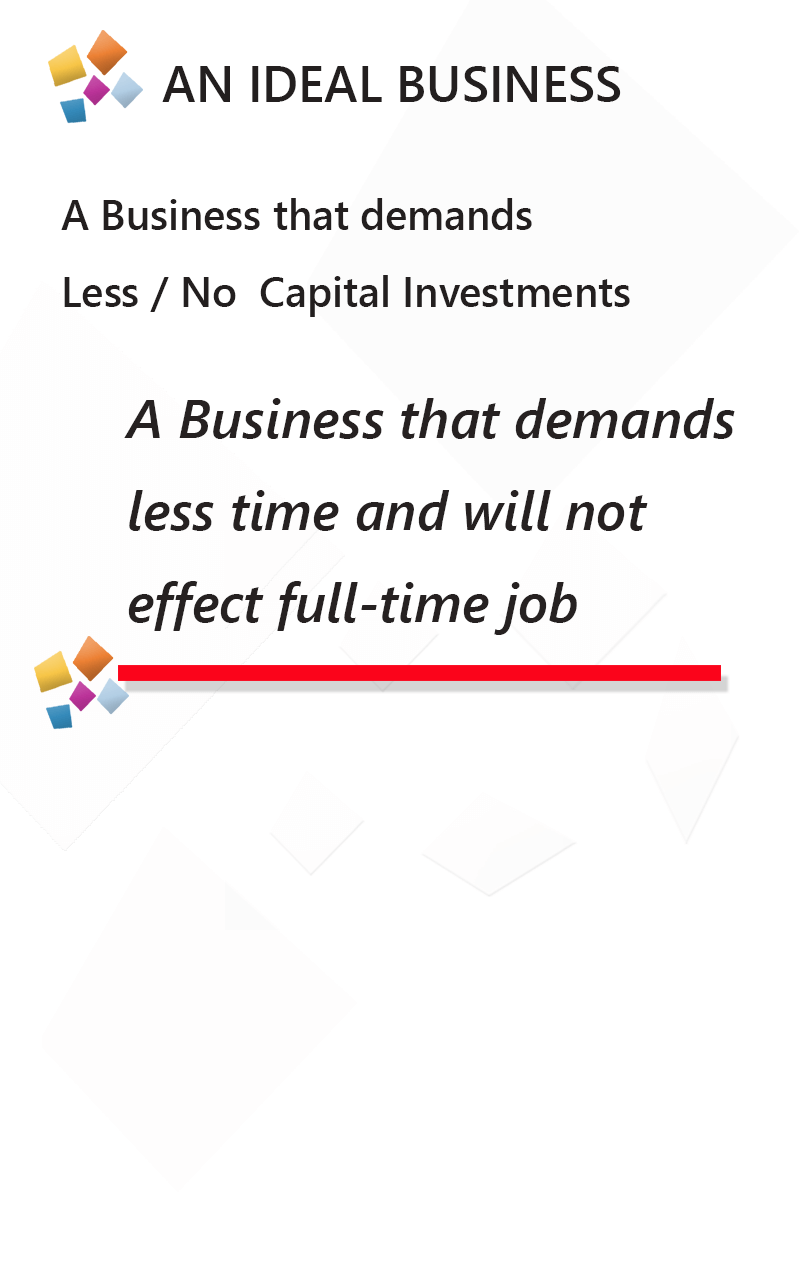 AN IDEAL BUSINESS
A Business that demands
Less / No  Capital Investments
A Business that demands
less time and will not
effect full-time job